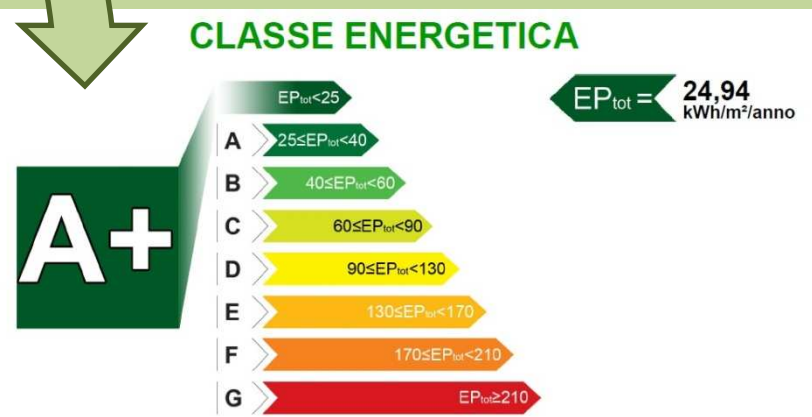 CLASSE ENERGETICA
EPtot<25
EPtot = 24,94
kWh/m²/anno
A+
A 25≤EPtot<40
B 40≤EPtot<60
C 60≤EPtot<90
D 90≤EPtot<130
E 130≤EPtot<170
F 170≤EPtot<210
G EPtot≥210